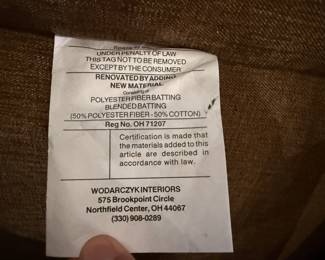 UNDER PENALTY OF LAW
THIS TAG NOT TO BE REMOVED
EXCEPT BY THE CONSUMER
RENOVATED BY ADDING
NEW MATERIAL
Consisting of
POLYESTER FIBER BATTING
BLENDED BATTING
(50% POLYESTER FIBER - 50% COTTON)
Reg No. OH 71207
Certification is made that
the materials added to this
article are described in
accordance with law.
WODARCZYK INTERIORS
575 Brookpoint Circle
Northfield Center, OH 44067
(330) 908-0289